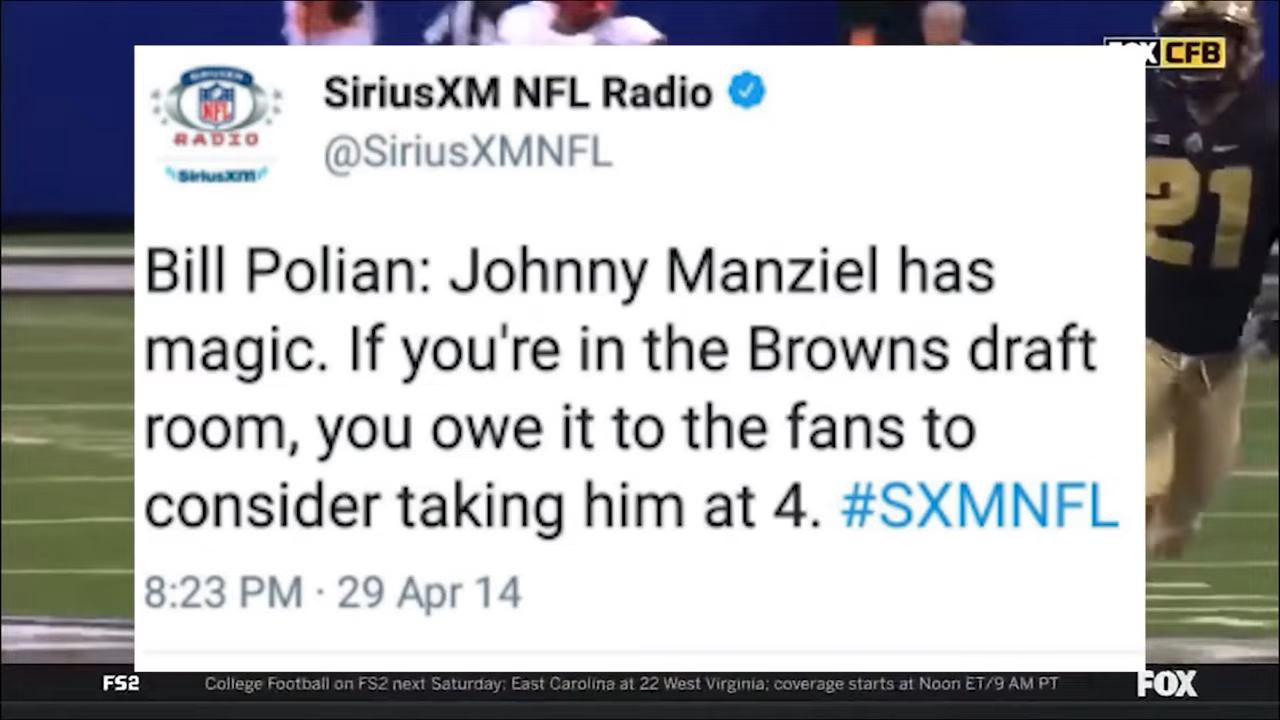 FOX CFB
NFL
RADIO
SiriusXM
SiriusXM NFL Radio
@SiriusXMNFL
21
Bill Polian: Johnny Manziel has
magic. If you're in the Browns draft
room, you owe it to the fans to
consider taking him at 4. #SXMNFL
8:23 PM · 29 Apr 14
FS2
College Football on FS2 next Saturday; East Carolina at 22 West Virginia; coverage starts at Noon ET/9 AM PT
FOX